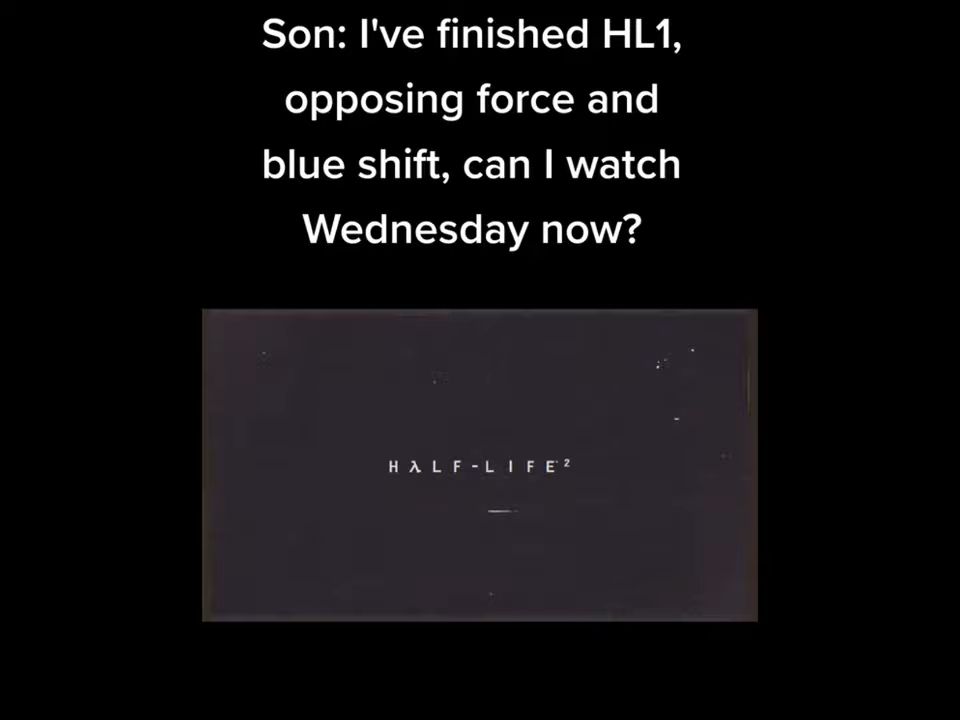 Son: I've finished HL1,
opposing force and
blue shift, can I watch
Wednesday now?
HλLF-LIFE²